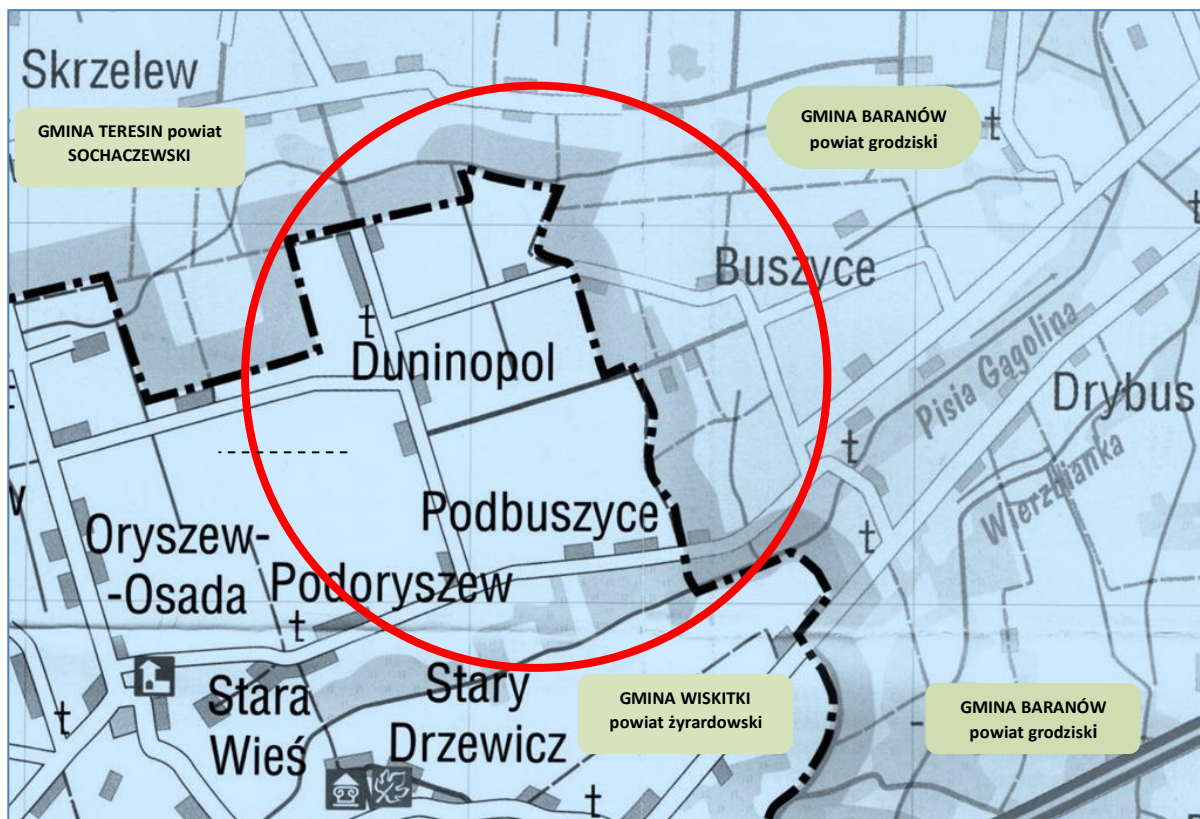 Skrzelew
GMINA TERESIN powiat
SOCHACZEWSKI
GMINA BARANÓW
powiat grodziski
Buszyce
Duninopol
Pisia Gągolina
Drybus
Wierzbianka
Podbuszyce
Oryszew-
-Osada
Podoryszew
Stara
Wieś
Stary
Drzewicz
GMINA WISKITKI
powiat żyrardowski
GMINA BARANÓW
powiat grodziski